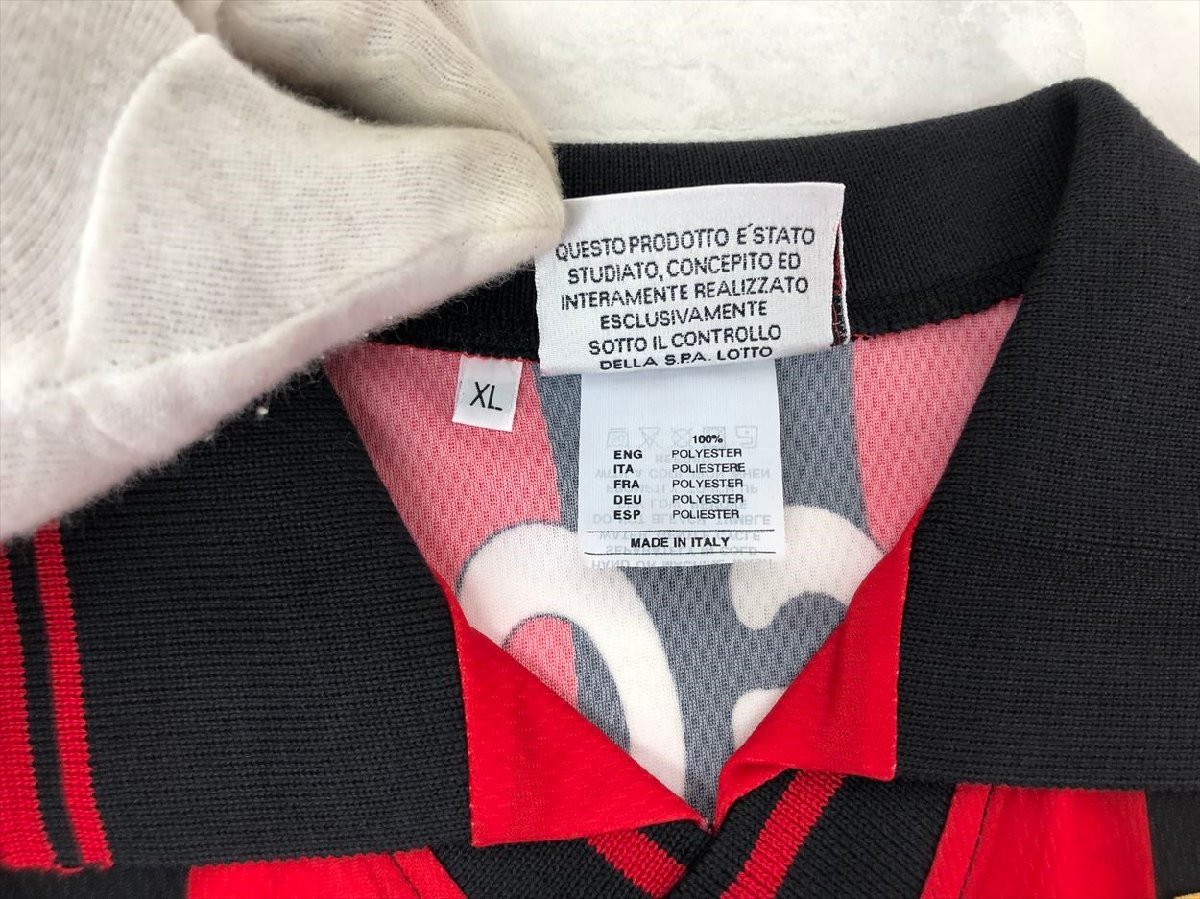 QUESTO PRODOTTO E'STATO
STUDIATO, CONCEPITO ED
INTERAMENTE REALIZZATO
ESCLUSIVAMENTE
SOTTO IL CONTROLLO
DELLA S.P.A. LOTTO
XL
100%
ENG POLYESTER
ITA POLIESTERE
FRA POLYESTER
DEU POLYESTER
ESP POLIESTER
MADE IN ITALY